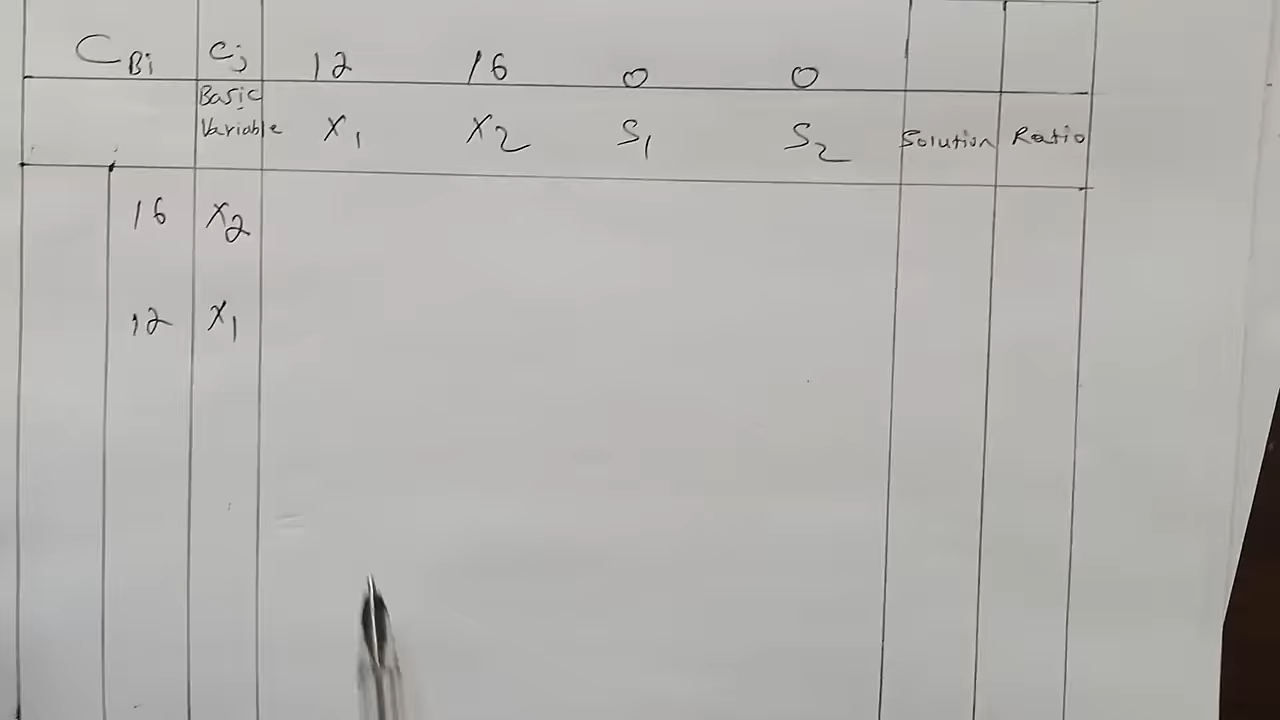 CBi Cj 12 16 0 0
Basic Variable X1 X2 S1 S2 Solution Ratio
16 X2
12 X1